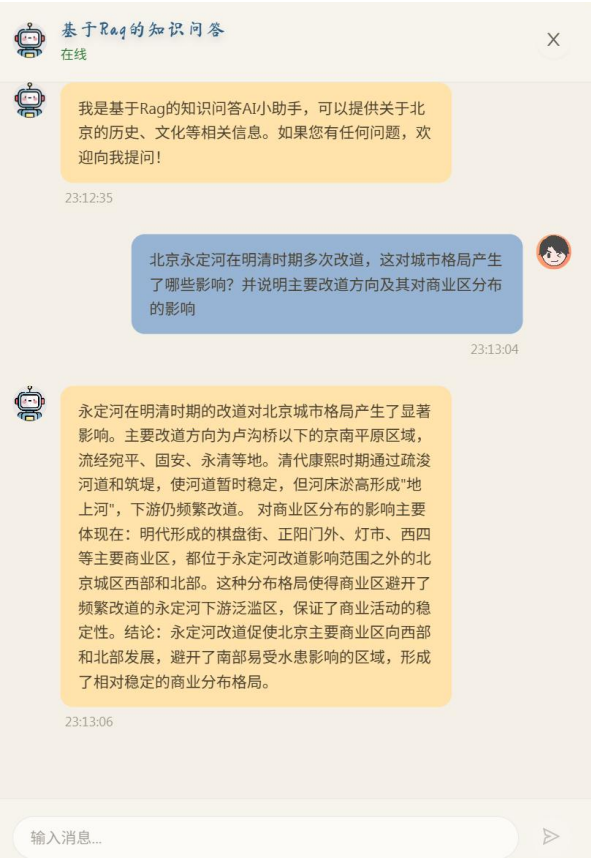 基于Rag的知识问答
在线
我是基于Rag的知识问答AI小助手，可以提供关于北
京的历史、文化等相关信息。如果您有任何问题，欢
迎向我提问！
23:12:35
北京永定河在明清时期多次改道，这对城市格局产生
了哪些影响？并说明主要改道方向及其对商业区分布
的影响
23:13:04
永定河在明清时期的改道对北京城市格局产生了显著
影响。主要改道方向为卢沟桥以下的京南平原区域，
流经宛平、固安、永清等地。清代康熙时期通过疏浚
河道和筑堤，使河道暂时稳定，但河床淤高形成"地
上河"，下游仍频繁改道。 对商业区分布的影响主要
体现在：明代形成的棋盘街、正阳门外、灯市、西四
等主要商业区，都位于永定河改道影响范围之外的北
京城区西部和北部。这种分布格局使得商业区避开了
频繁改道的永定河下游泛滥区，保证了商业活动的稳
定性。结论：永定河改道促使北京主要商业区向西部
和北部发展，避开了南部易受水患影响的区域，形成
了相对稳定的商业分布格局。
23:13:06
输入消息...